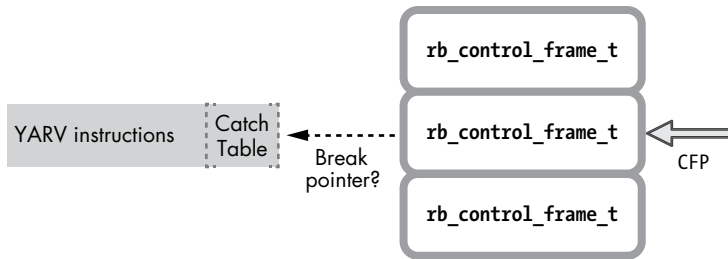 rb_control_frame_t
YARV instructions
Catch
Table
Break
pointer?
rb_control_frame_t
CFP
rb_control_frame_t